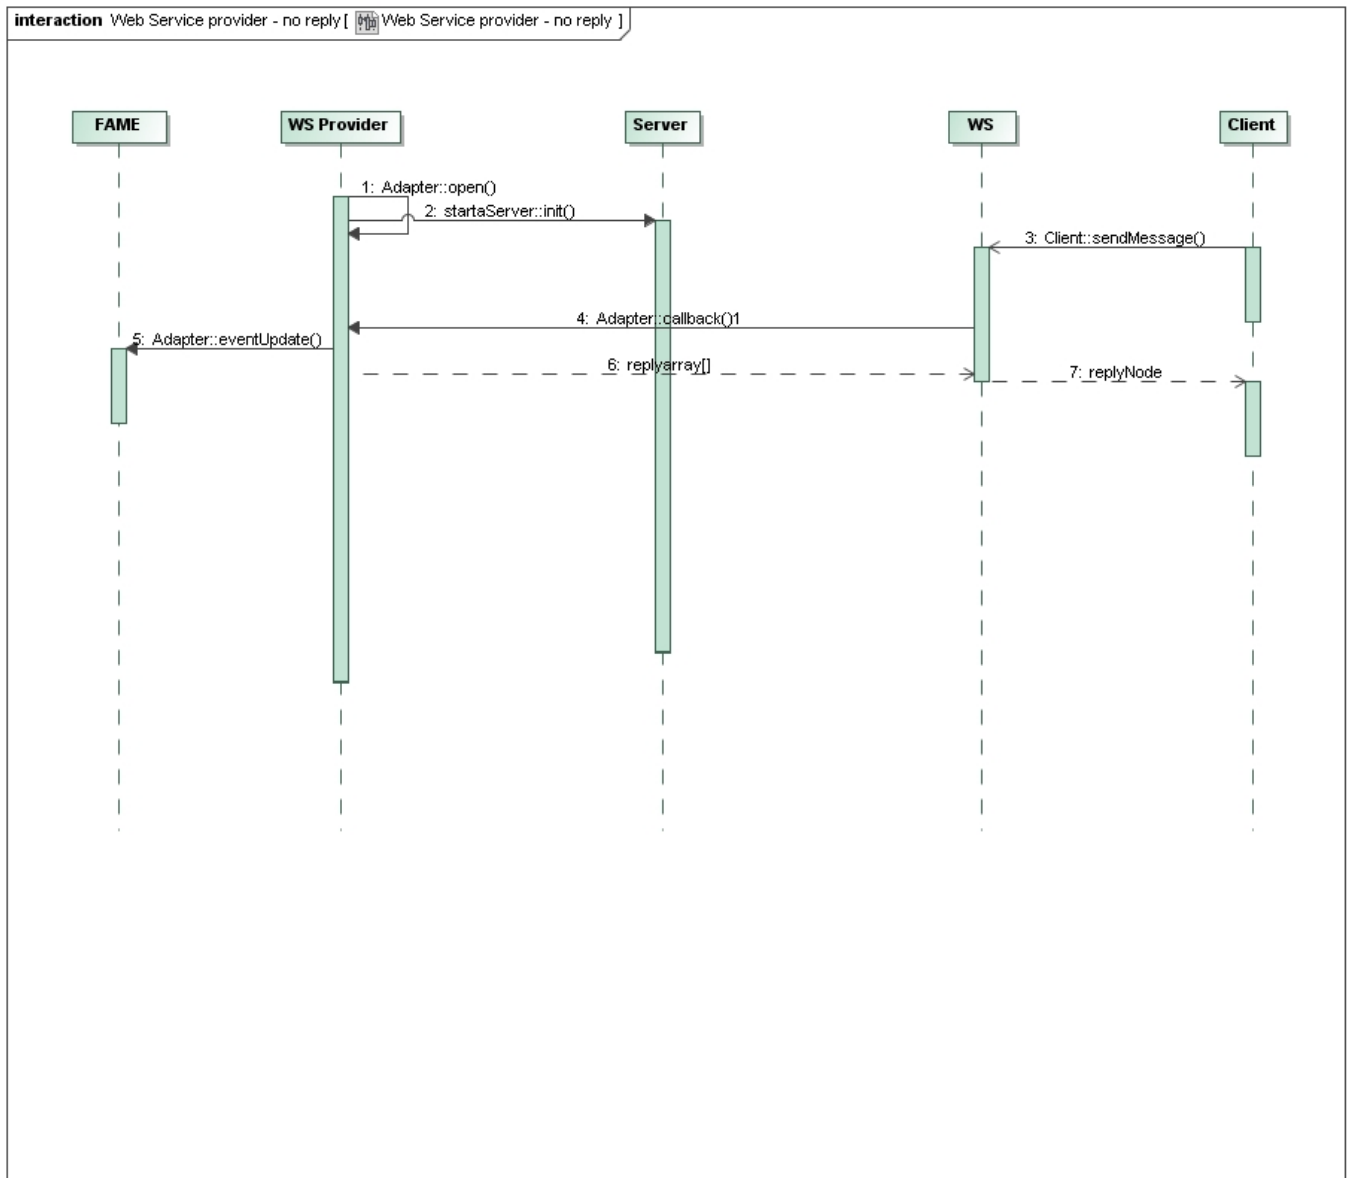 interaction Web Service provider - no reply [ Web Service provider - no reply ]
FAME WS Provider Server WS Client
1: Adapter::open()
2: startaServer::init()
3: Client::sendMessage()
4: Adapter::callback()1
5: Adapter::eventUpdate()
6: replyarray[]
7: replyNode